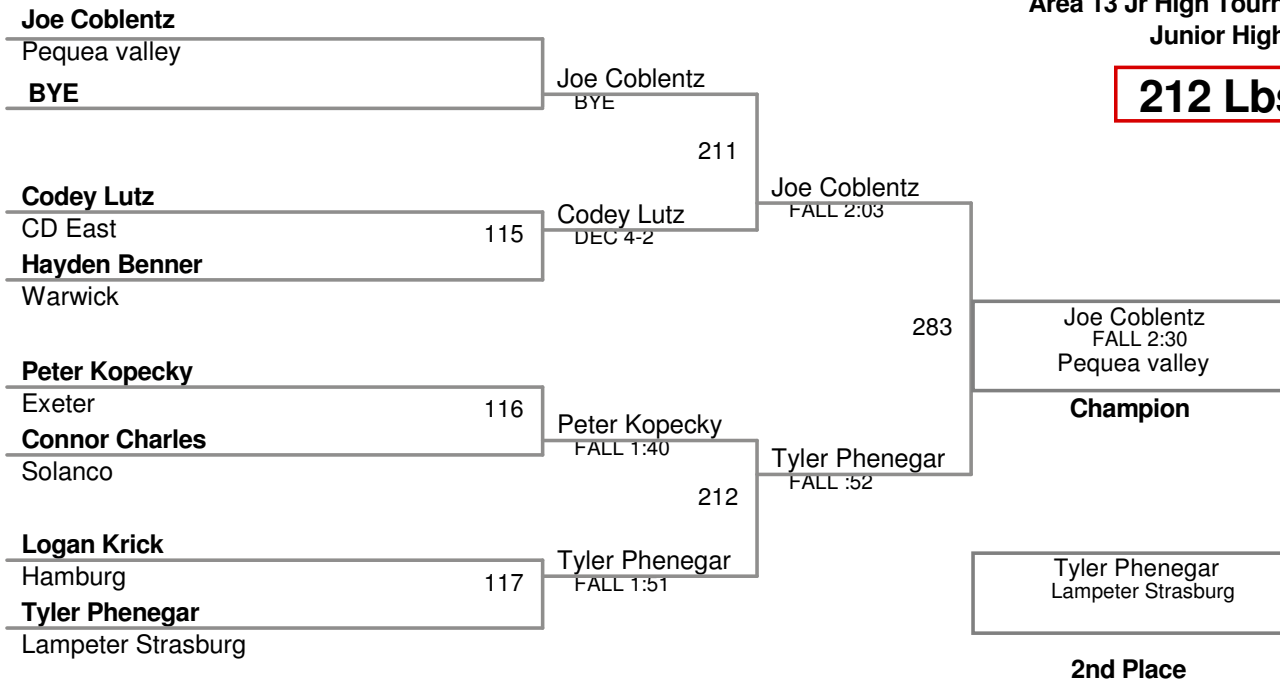 Area 13 Jr High
Junior High
212
Joe Coblentz
Pequea valley
BYE
Codey Lutz
CD East
115
Hayden Benner
Warwick
Peter Kopecky
Exeter
116
Connor Charles
Solanco
Logan Krick
Hamburg
117
Tyler Phenegar
Lampeter Strasburg
Joe Coblentz
BYE
211
Codey Lutz
DEC 4-2
Peter Kopecky
FALL 1:40
212
Tyler Phenegar
FALL 1:51
Joe Coblentz
FALL 2:03
283
Tyler Phenegar
FALL :52
Joe Coblentz
FALL 2:30
Pequea valley
Champion
Tyler Phenegar
Lampeter Strasburg
2nd Place